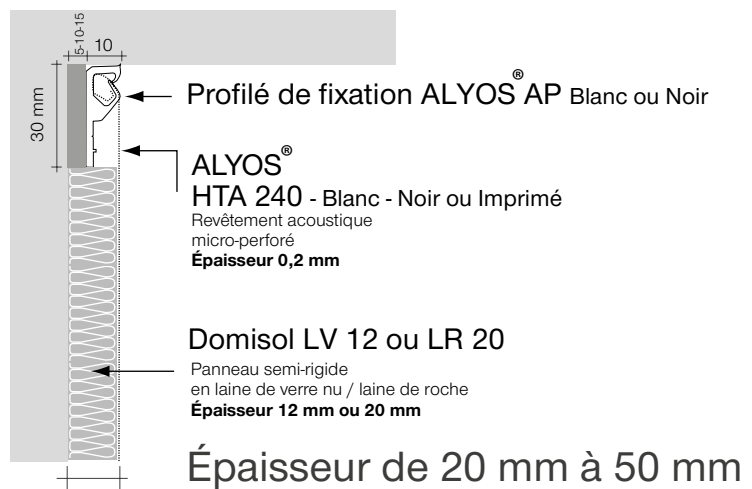 5-10-15
10
30 mm
Profilé de fixation ALYOS® AP Blanc ou Noir
ALYOS®
HTA 240 - Blanc - Noir ou Imprimé
Revêtement acoustique
micro-perforé
Épaisseur 0,2 mm
Domisol LV 12 ou LR 20
Panneau semi-rigide
en laine de verre nu / laine de roche
Épaisseur 12 mm ou 20 mm
Épaisseur de 20 mm à 50 mm